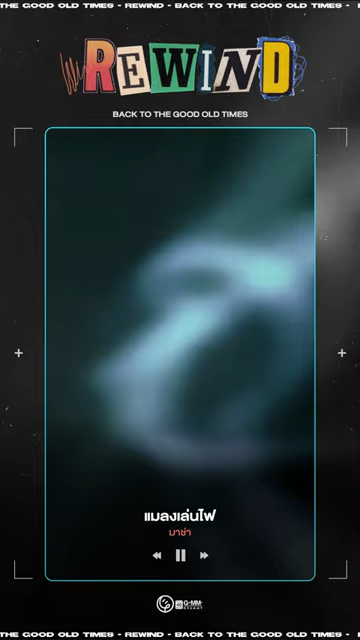 THE GOOD OLD TIMES - REWIND - BACK TO THE GOOD OLD TIMES -
REWIND
BACK TO THE GOOD OLD TIMES
แมลงเล่นไฟ
มาช่า
THE GOOD OLD TIMES - REWIND - BACK TO THE GOOD OLD TIMES